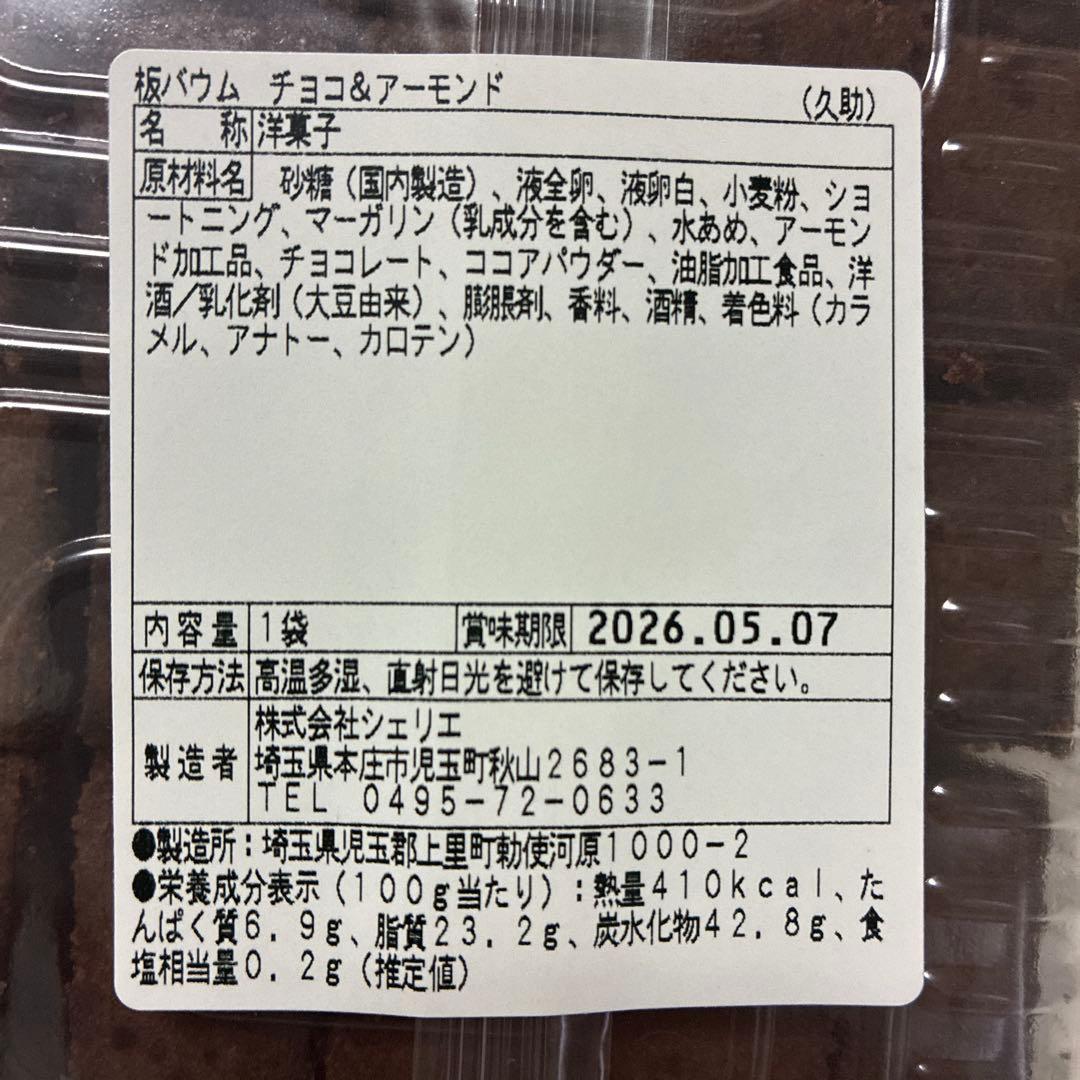 板バウム　チョコ＆アーモンド　（久助）
名　称　洋菓子
原材料名　砂糖（国内製造）、液全卵、液卵白、小麦粉、ショ
ートニング、マーガリン（乳成分を含む）、水あめ、アーモン
ド加工品、チョコレート、ココアパウダー、油脂加工食品、洋
酒／乳化剤（大豆由来）、膨脹剤、香料、酒精、着色料（カラ
メル、アナトー、カロテン）
内容量　1袋　賞味期限　2026.05.07
保存方法　高温多湿、直射日光を避けて保存してください。
製造者　株式会社シェリエ
埼玉県本庄市児玉町秋山2683-1
TEL　0495-72-0633
●製造所：埼玉県児玉郡上里町勅使河原1000-2
●栄養成分表示（100g当たり）：熱量410kcal、た
んぱく質6.9g、脂質23.2g、炭水化物42.8g、食
塩相当量0.2g（推定値）